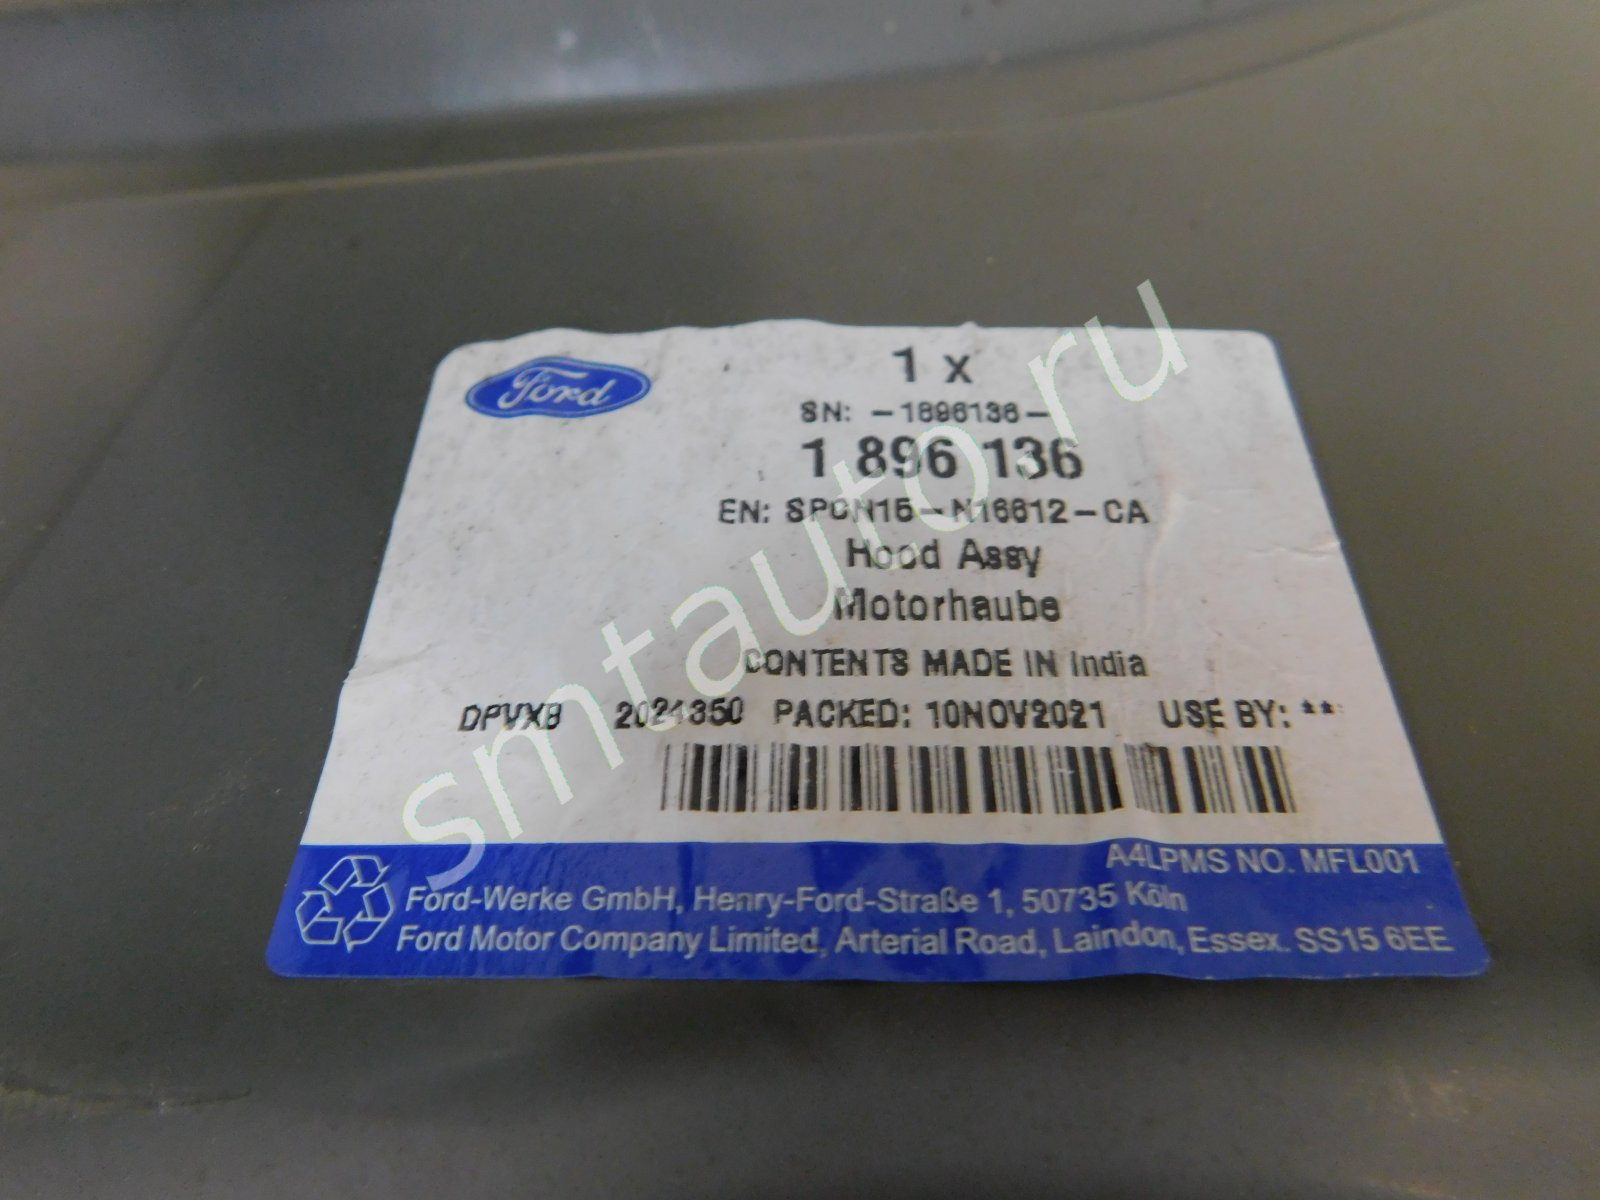 Ford
1 x
SN: -1896136-
1 896 136
EN: SPCN15-N16612-CA
Hood Assy
Motorhaube
CONTENTS MADE IN India
DPVXB 2021350 PACKED: 10NOV2021 USE BY: **
A4LPMS NO. MFL001
Ford-Werke GmbH, Henry-Ford-Straße 1, 50735 Köln
Ford Motor Company Limited, Arterial Road, Laindon, Essex. SS15 6EE
smtauto.ru